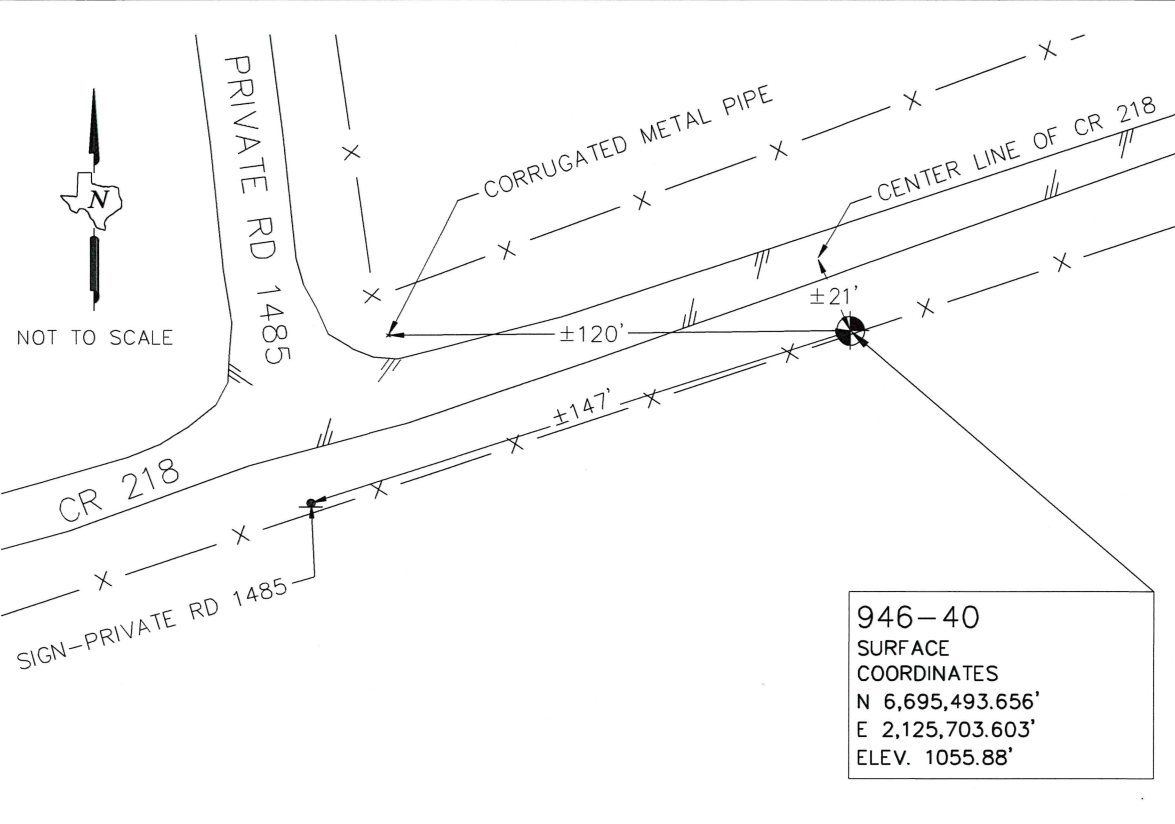 PRIVATE RD 1485
CORRUGATED METAL PIPE
CENTER LINE OF CR 218
N
NOT TO SCALE
±21'
±120'
±147'
CR 218
SIGN-PRIVATE RD 1485
946-40
SURFACE
COORDINATES
N 6,695,493.656'
E 2,125,703.603'
ELEV. 1055.88'